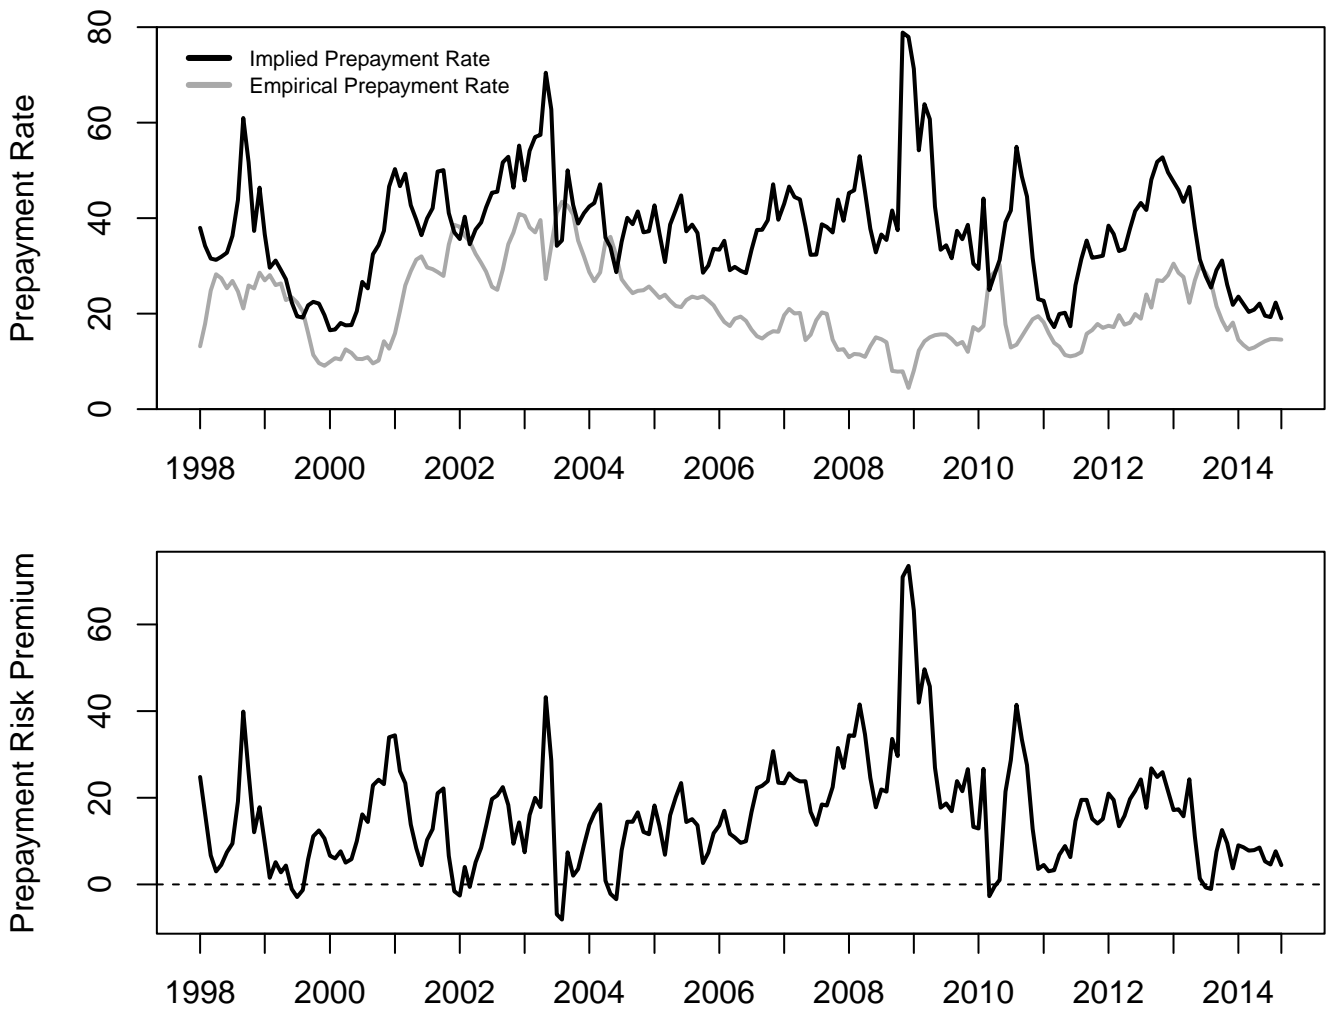 Prepayment Rate
80
60
40
20
0
Implied Prepayment Rate
Empirical Prepayment Rate
1998 2000 2002 2004 2006 2008 2010 2012 2014
Prepayment Risk Premium
60
40
20
0
1998 2000 2002 2004 2006 2008 2010 2012 2014